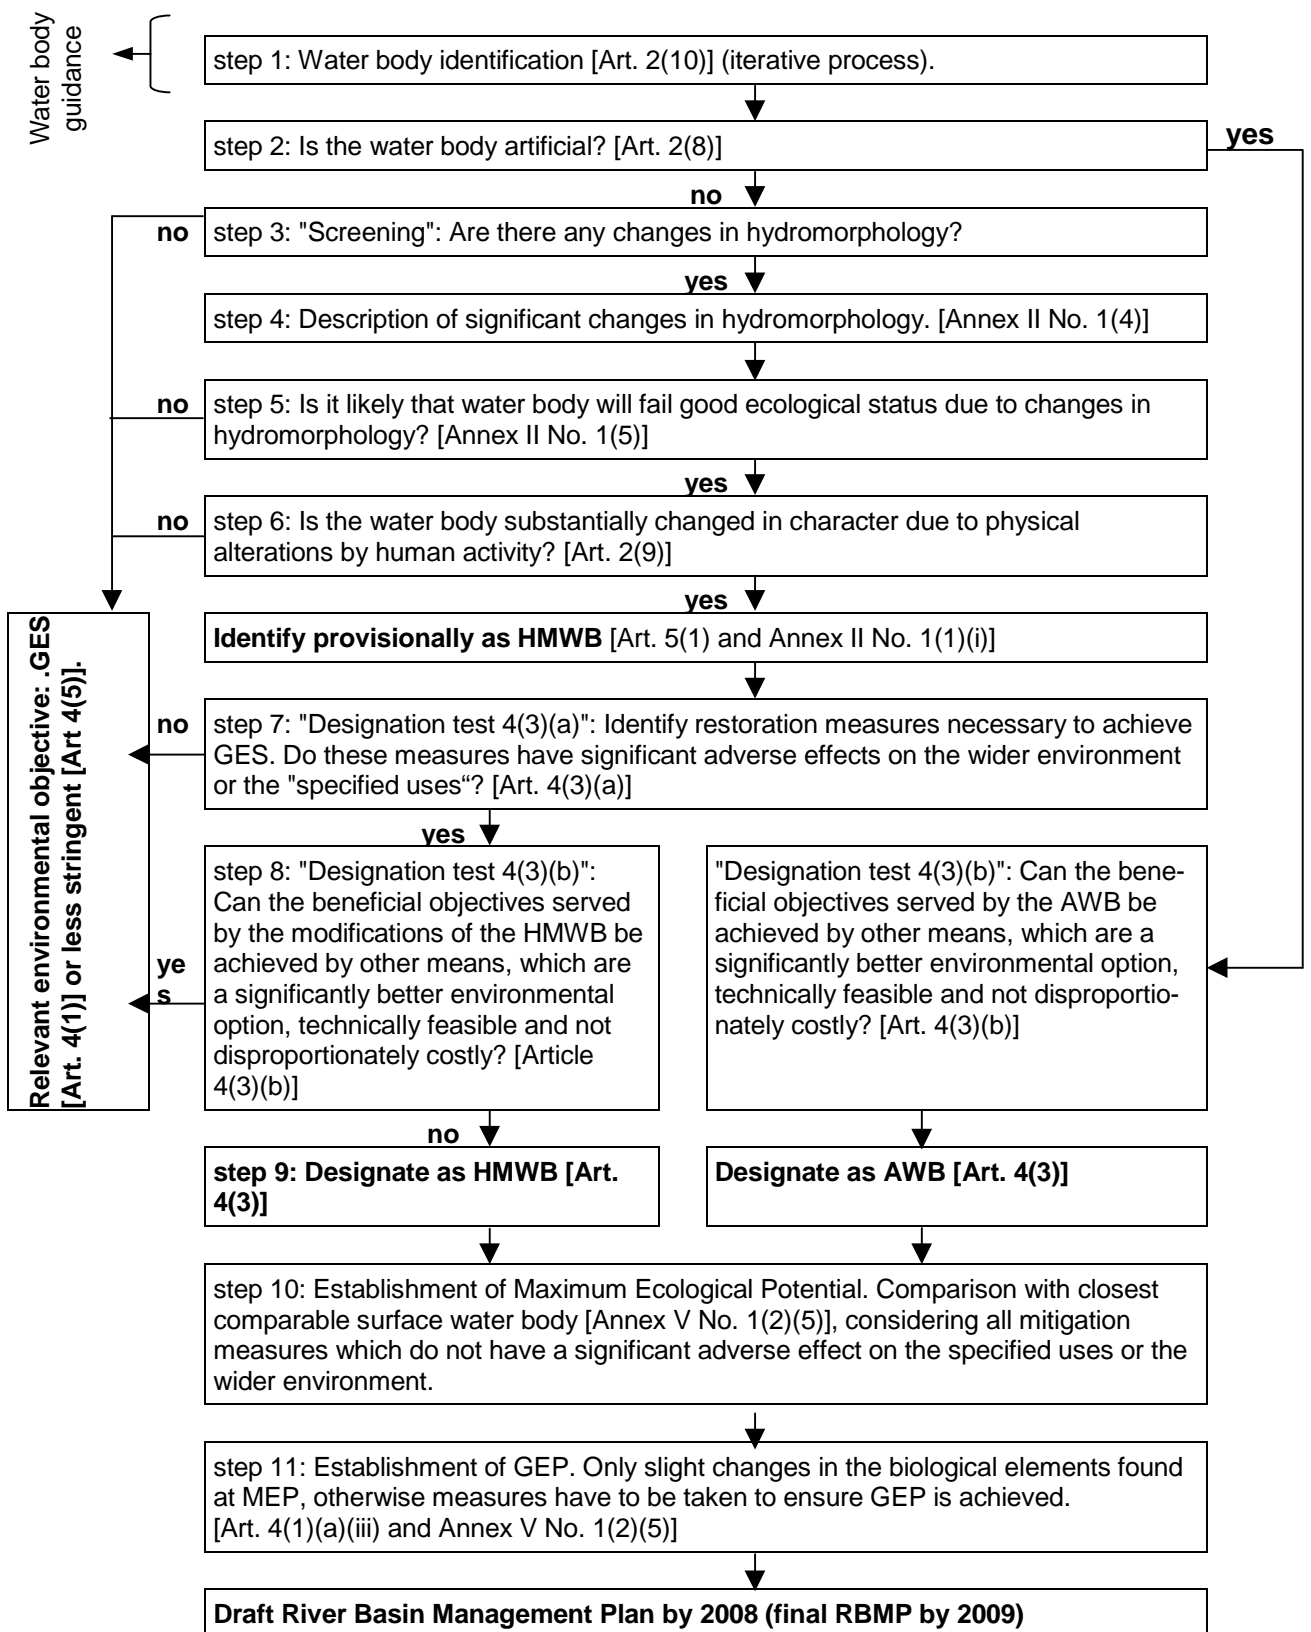 Water body
guidance
step 1: Water body identification [Art. 2(10)] (iterative process).
step 2: Is the water body artificial? [Art. 2(8)]
yes
no
no
step 3: "Screening": Are there any changes in hydromorphology?
yes
step 4: Description of significant changes in hydromorphology. [Annex II No. 1(4)]
no
step 5: Is it likely that water body will fail good ecological status due to changes in
hydromorphology? [Annex II No. 1(5)]
yes
no
step 6: Is the water body substantially changed in character due to physical
alterations by human activity? [Art. 2(9)]
yes
Identify provisionally as HMWB [Art. 5(1) and Annex II No. 1(1)(i)]
Relevant environmental objective: .GES
[Art. 4(1)] or less stringent [Art 4(5)].
no
step 7: "Designation test 4(3)(a)": Identify restoration measures necessary to achieve
GES. Do these measures have significant adverse effects on the wider environment
or the "specified uses“? [Art. 4(3)(a)]
yes
ye
s
step 8: "Designation test 4(3)(b)":
Can the beneficial objectives served
by the modifications of the HMWB be
achieved by other means, which are
a significantly better environmental
option, technically feasible and not
disproportionately costly? [Article
4(3)(b)]
"Designation test 4(3)(b)": Can the bene-
ficial objectives served by the AWB be
achieved by other means, which are a
significantly better environmental option,
technically feasible and not disproportio-
nately costly? [Art. 4(3)(b)]
no
step 9: Designate as HMWB [Art.
4(3)]
Designate as AWB [Art. 4(3)]
step 10: Establishment of Maximum Ecological Potential. Comparison with closest
comparable surface water body [Annex V No. 1(2)(5)], considering all mitigation
measures which do not have a significant adverse effect on the specified uses or the
wider environment.
step 11: Establishment of GEP. Only slight changes in the biological elements found
at MEP, otherwise measures have to be taken to ensure GEP is achieved.
[Art. 4(1)(a)(iii) and Annex V No. 1(2)(5)]
Draft River Basin Management Plan by 2008 (final RBMP by 2009)